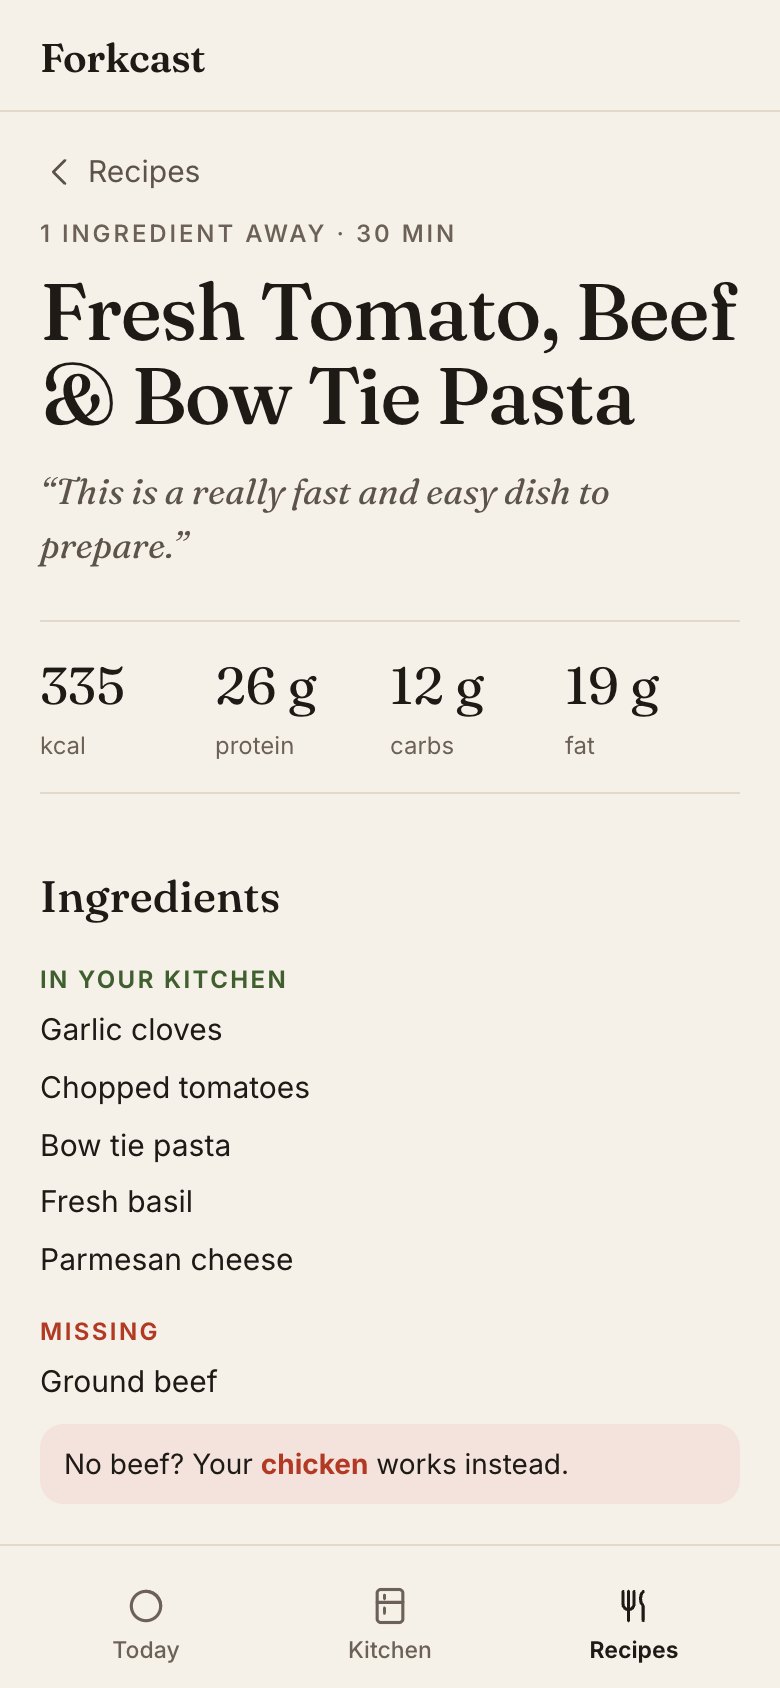 Forkcast
Recipes
1 INGREDIENT AWAY · 30 MIN
Fresh Tomato, Beef
& Bow Tie Pasta
“This is a really fast and easy dish to
prepare.”
335 26 g 12 g 19 g
kcal protein carbs fat
Ingredients
IN YOUR KITCHEN
Garlic cloves
Chopped tomatoes
Bow tie pasta
Fresh basil
Parmesan cheese
MISSING
Ground beef
No beef? Your chicken works instead.
Today Kitchen Recipes